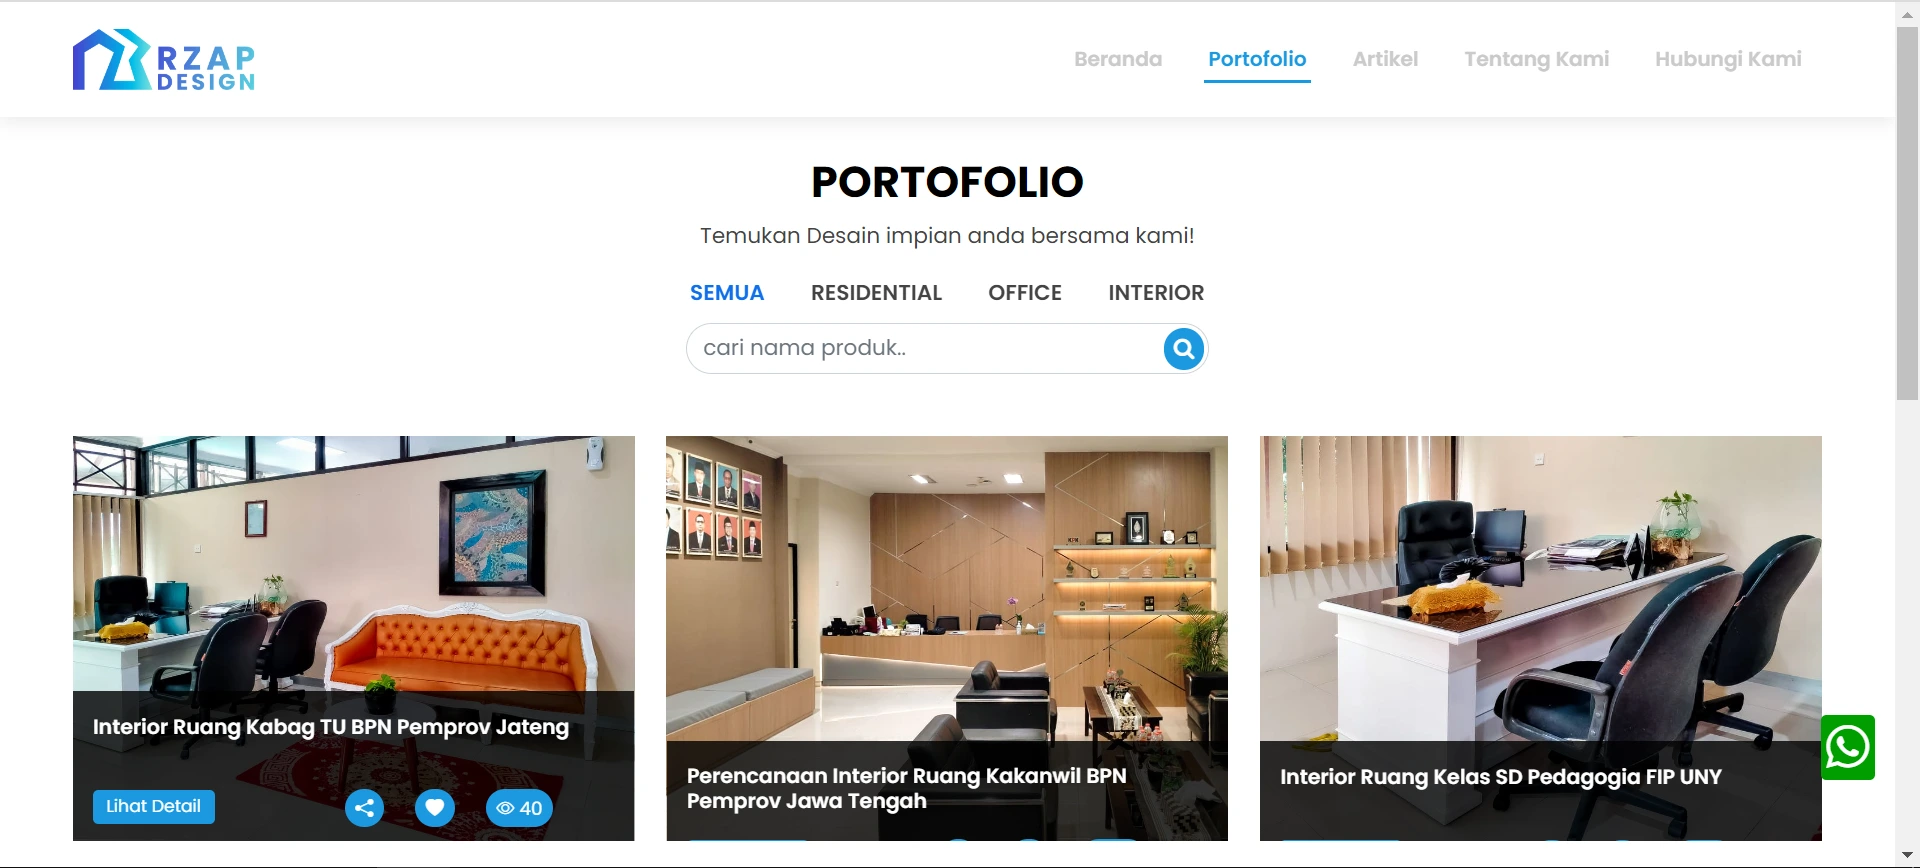 RZAP
DESIGN
Beranda
Portofolio
Artikel
Tentang Kami
Hubungi Kami
PORTOFOLIO
Temukan Desain impian anda bersama kami!
SEMUA
RESIDENTIAL
OFFICE
INTERIOR
cari nama produk..
Interior Ruang Kabag TU BPN Pemprov Jateng
Lihat Detail
40
Perencanaan Interior Ruang Kakanwil BPN
Pemprov Jawa Tengah
Interior Ruang Kelas SD Pedagogia FIP UNY